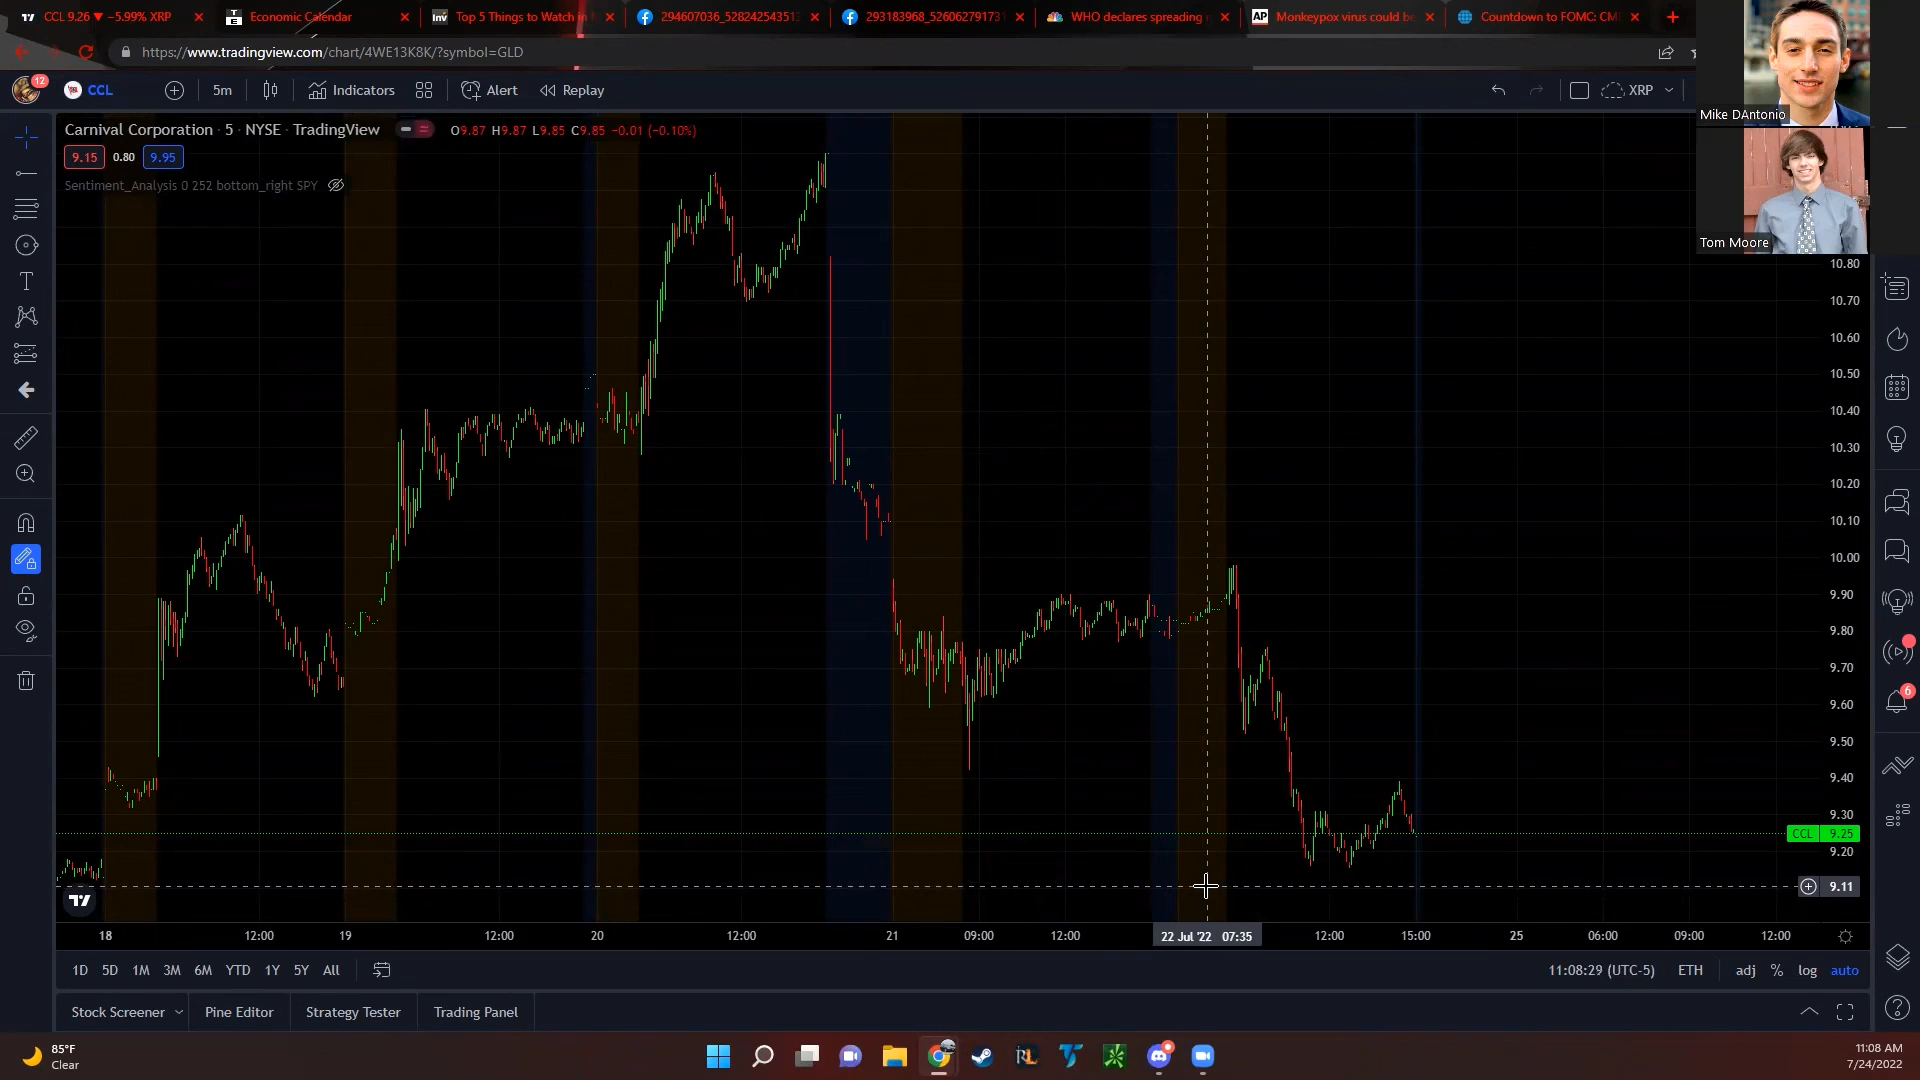 CCL 9.26 ▼ −5.99% XRP
Economic Calendar
Inv Top 5 Things to Watch in
294607036_52824254351
293183968_52606279173
WHO declares spreading
AP Monkeypox virus could be
Countdown to FOMC: CM
https://www.tradingview.com/chart/4WE13K8K/?symbol=GLD
12
CCL
5m
Indicators
Alert
Replay
XRP
Mike DAntonio
Tom Moore
Carnival Corporation · 5 · NYSE · TradingView
O9.87 H9.87 L9.85 C9.85 −0.01 (−0.10%)
9.15
0.80
9.95
Sentiment_Analysis 0 252 bottom_right SPY
10.80
10.70
10.60
10.50
10.40
10.30
10.20
10.10
10.00
9.90
9.80
9.70
9.60
9.50
9.40
9.30
CCL 9.25
9.20
9.11
6
18
12:00
19
12:00
20
12:00
21
09:00
12:00
22 Jul '22 07:35
12:00
15:00
25
06:00
09:00
12:00
1D 5D 1M 3M 6M YTD 1Y 5Y All
11:08:29 (UTC-5)
ETH
adj
%
log
auto
Stock Screener
Pine Editor
Strategy Tester
Trading Panel
85°F
Clear
11:08 AM
7/24/2022